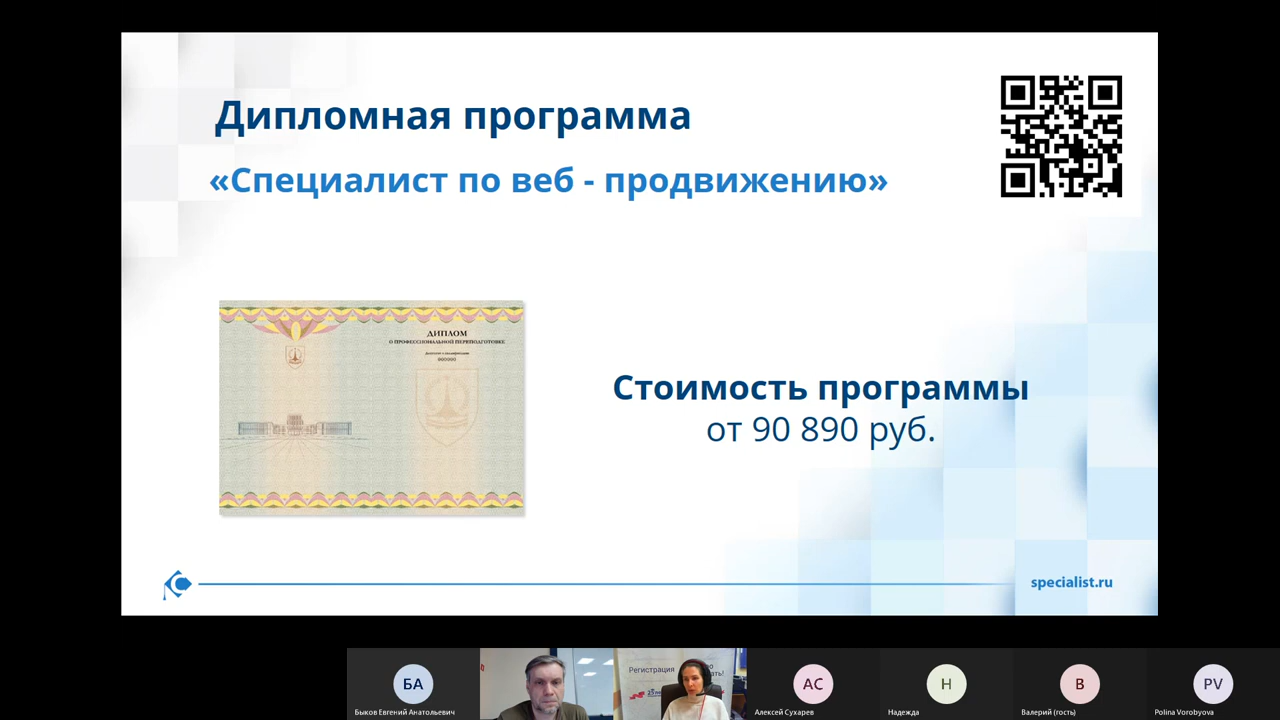 Дипломная программа
«Специалист по веб - продвижению»
ДИПЛОМ
О ПРОФЕССИОНАЛЬНОЙ ПЕРЕПОДГОТОВКЕ
000000
Стоимость программы
от 90 890 руб.
specialist.ru
Регистрация
БА
АС
Н
В
PV
Быков Евгений Анатольевич
Алексей Сухарев
Надежда
Валерий (гость)
Polina Vorobyova